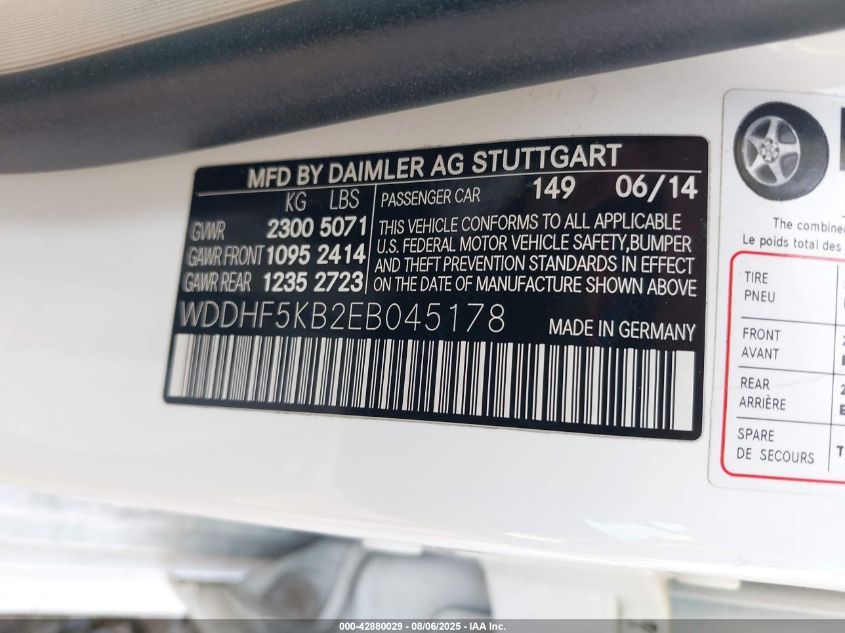 MFD BY DAIMLER AG STUTTGART
KG LBS
GVWR 2300 5071
GAWR FRONT 1095 2414
GAWR REAR 1235 2723
PASSENGER CAR 149 06/14
THIS VEHICLE CONFORMS TO ALL APPLICABLE
U.S. FEDERAL MOTOR VEHICLE SAFETY,BUMPER
AND THEFT PREVENTION STANDARDS IN EFFECT
ON THE DATE OF MANUFACTURE SHOWN ABOVE
WDDHF5KB2EB045178
MADE IN GERMANY
The combined
Le poids total des
TIRE
PNEU
FRONT
AVANT
REAR
ARRIÈRE
SPARE
DE SECOURS
000-42880029 - 08/06/2025 - IAA Inc.